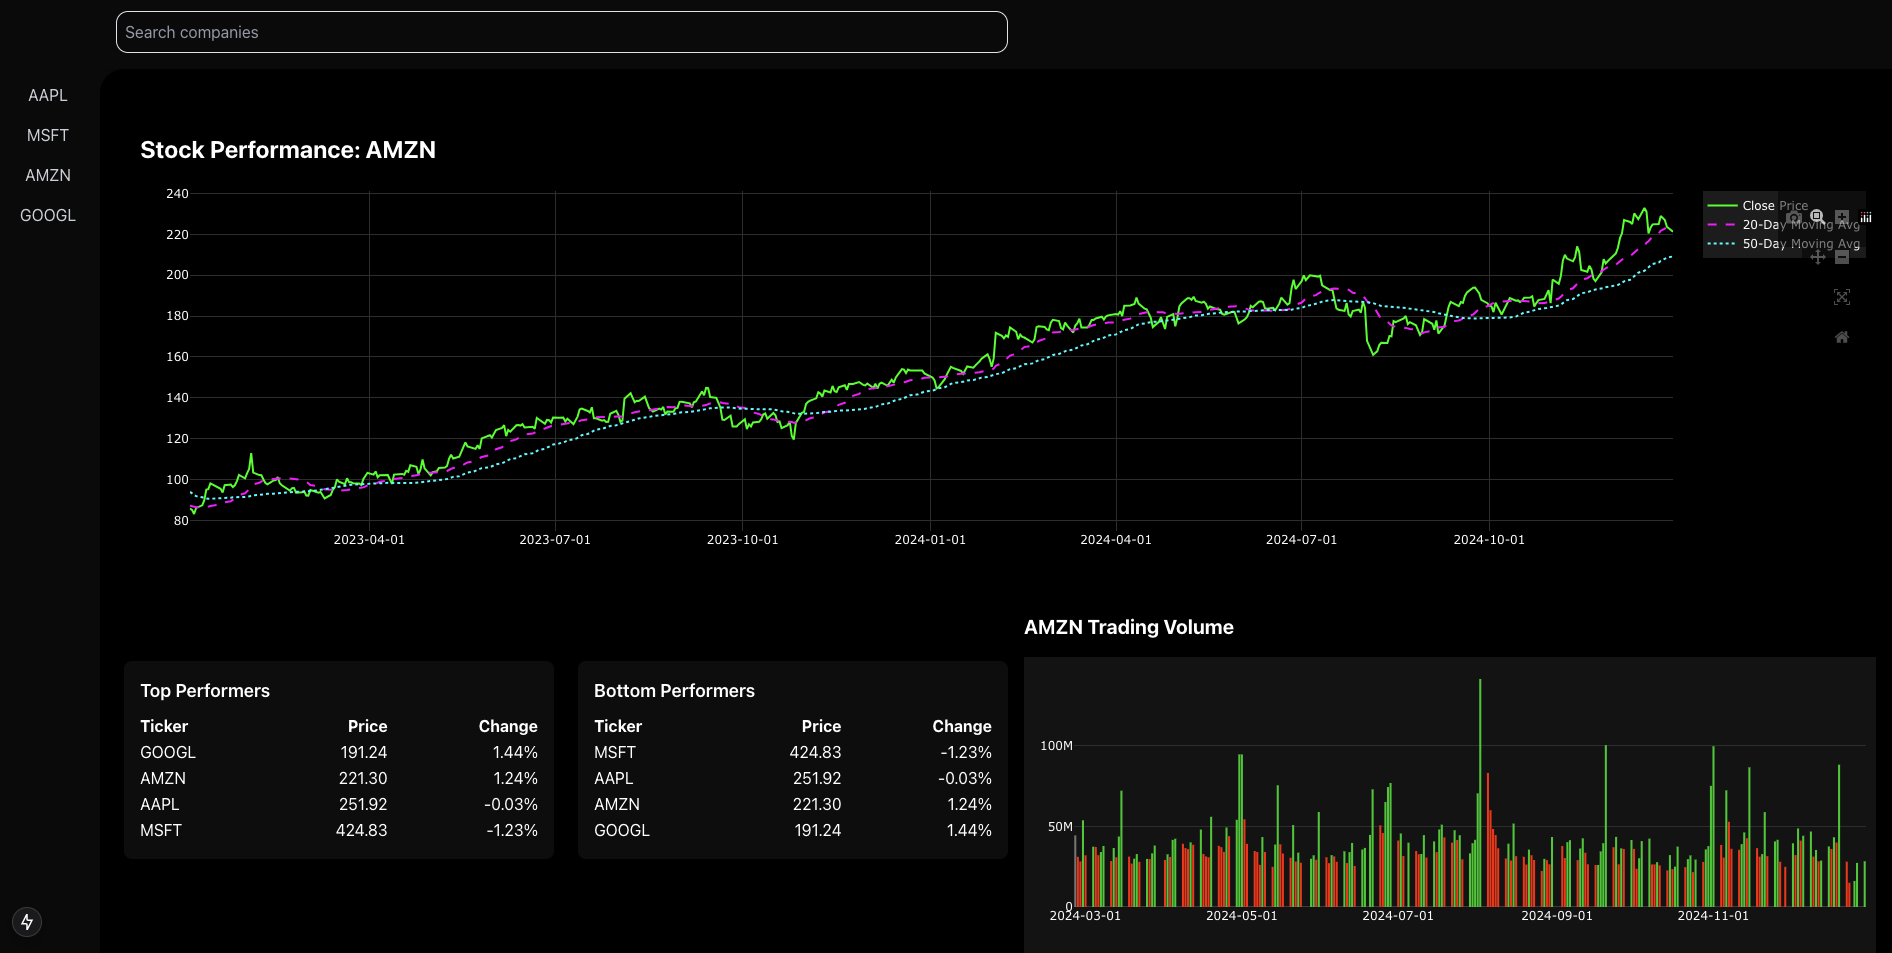 Search companies
AAPL
MSFT
AMZN
GOOGL
Stock Performance: AMZN
240
220
200
180
160
140
120
100
80
2023-04-01 2023-07-01 2023-10-01 2024-01-01 2024-04-01 2024-07-01 2024-10-01
Close Price
20-Day Moving Avg
50-Day Moving Avg
Top Performers
Ticker Price Change
GOOGL 191.24 1.44%
AMZN 221.30 1.24%
AAPL 251.92 -0.03%
MSFT 424.83 -1.23%
Bottom Performers
Ticker Price Change
MSFT 424.83 -1.23%
AAPL 251.92 -0.03%
AMZN 221.30 1.24%
GOOGL 191.24 1.44%
AMZN Trading Volume
100M
50M
0
2024-03-01 2024-05-01 2024-07-01 2024-09-01 2024-11-01